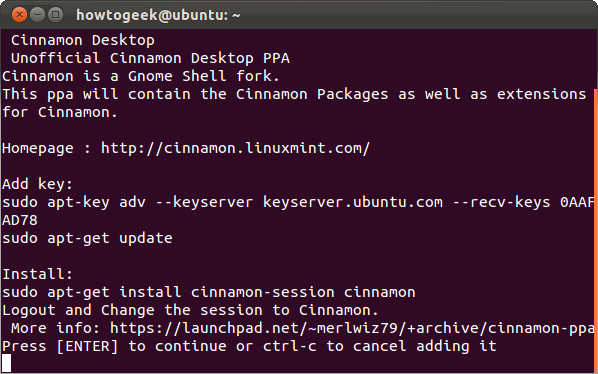 howtogeek@ubuntu: ~
Cinnamon Desktop
Unofficial Cinnamon Desktop PPA
Cinnamon is a Gnome Shell fork.
This ppa will contain the Cinnamon Packages as well as extensions
for Cinnamon.
Homepage : http://cinnamon.linuxmint.com/
Add key:
sudo apt-key adv --keyserver keyserver.ubuntu.com --recv-keys 0AAF
AD78
sudo apt-get update
Install:
sudo apt-get install cinnamon-session cinnamon
Logout and Change the session to Cinnamon.
More info: https://launchpad.net/~merlwiz79/+archive/cinnamon-ppa
Press [ENTER] to continue or ctrl-c to cancel adding it